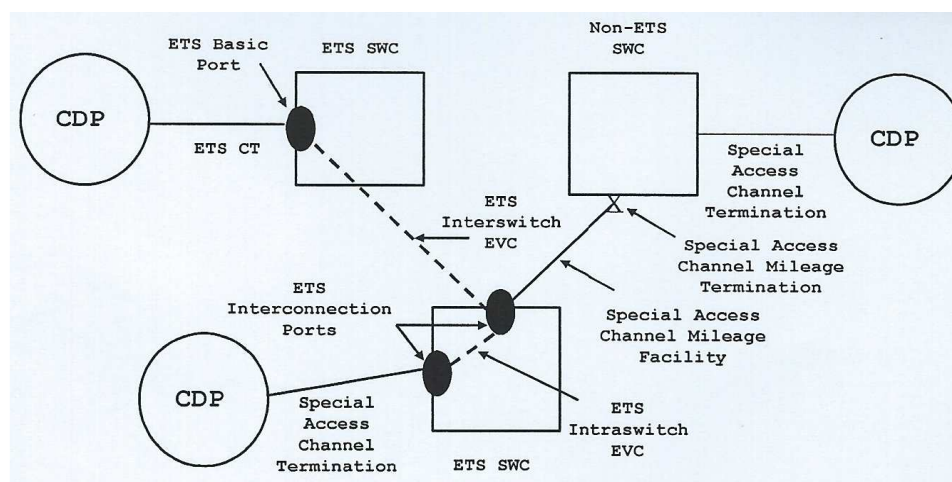 ETS Basic
Port
ETS SWC
Non-ETS
SWC
CDP
ETS CT
CDP
Special
Access
Channel
Termination
ETS
Interswitch
EVC
Special Access
Channel Mileage
Termination
ETS
Interconnection
Ports
Special Access
Channel Mileage
Facility
CDP
Special
Access
Channel
Termination
ETS
Intraswitch
EVC
ETS SWC